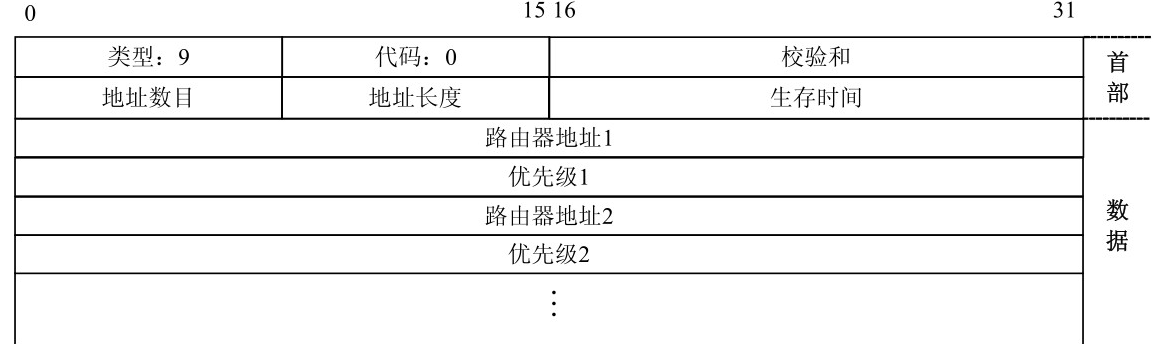 0 15 16 31
类型：9 代码：0 校验和
首部
地址数目 地址长度 生存时间
路由器地址1
优先级1
路由器地址2
数据
优先级2
⋮